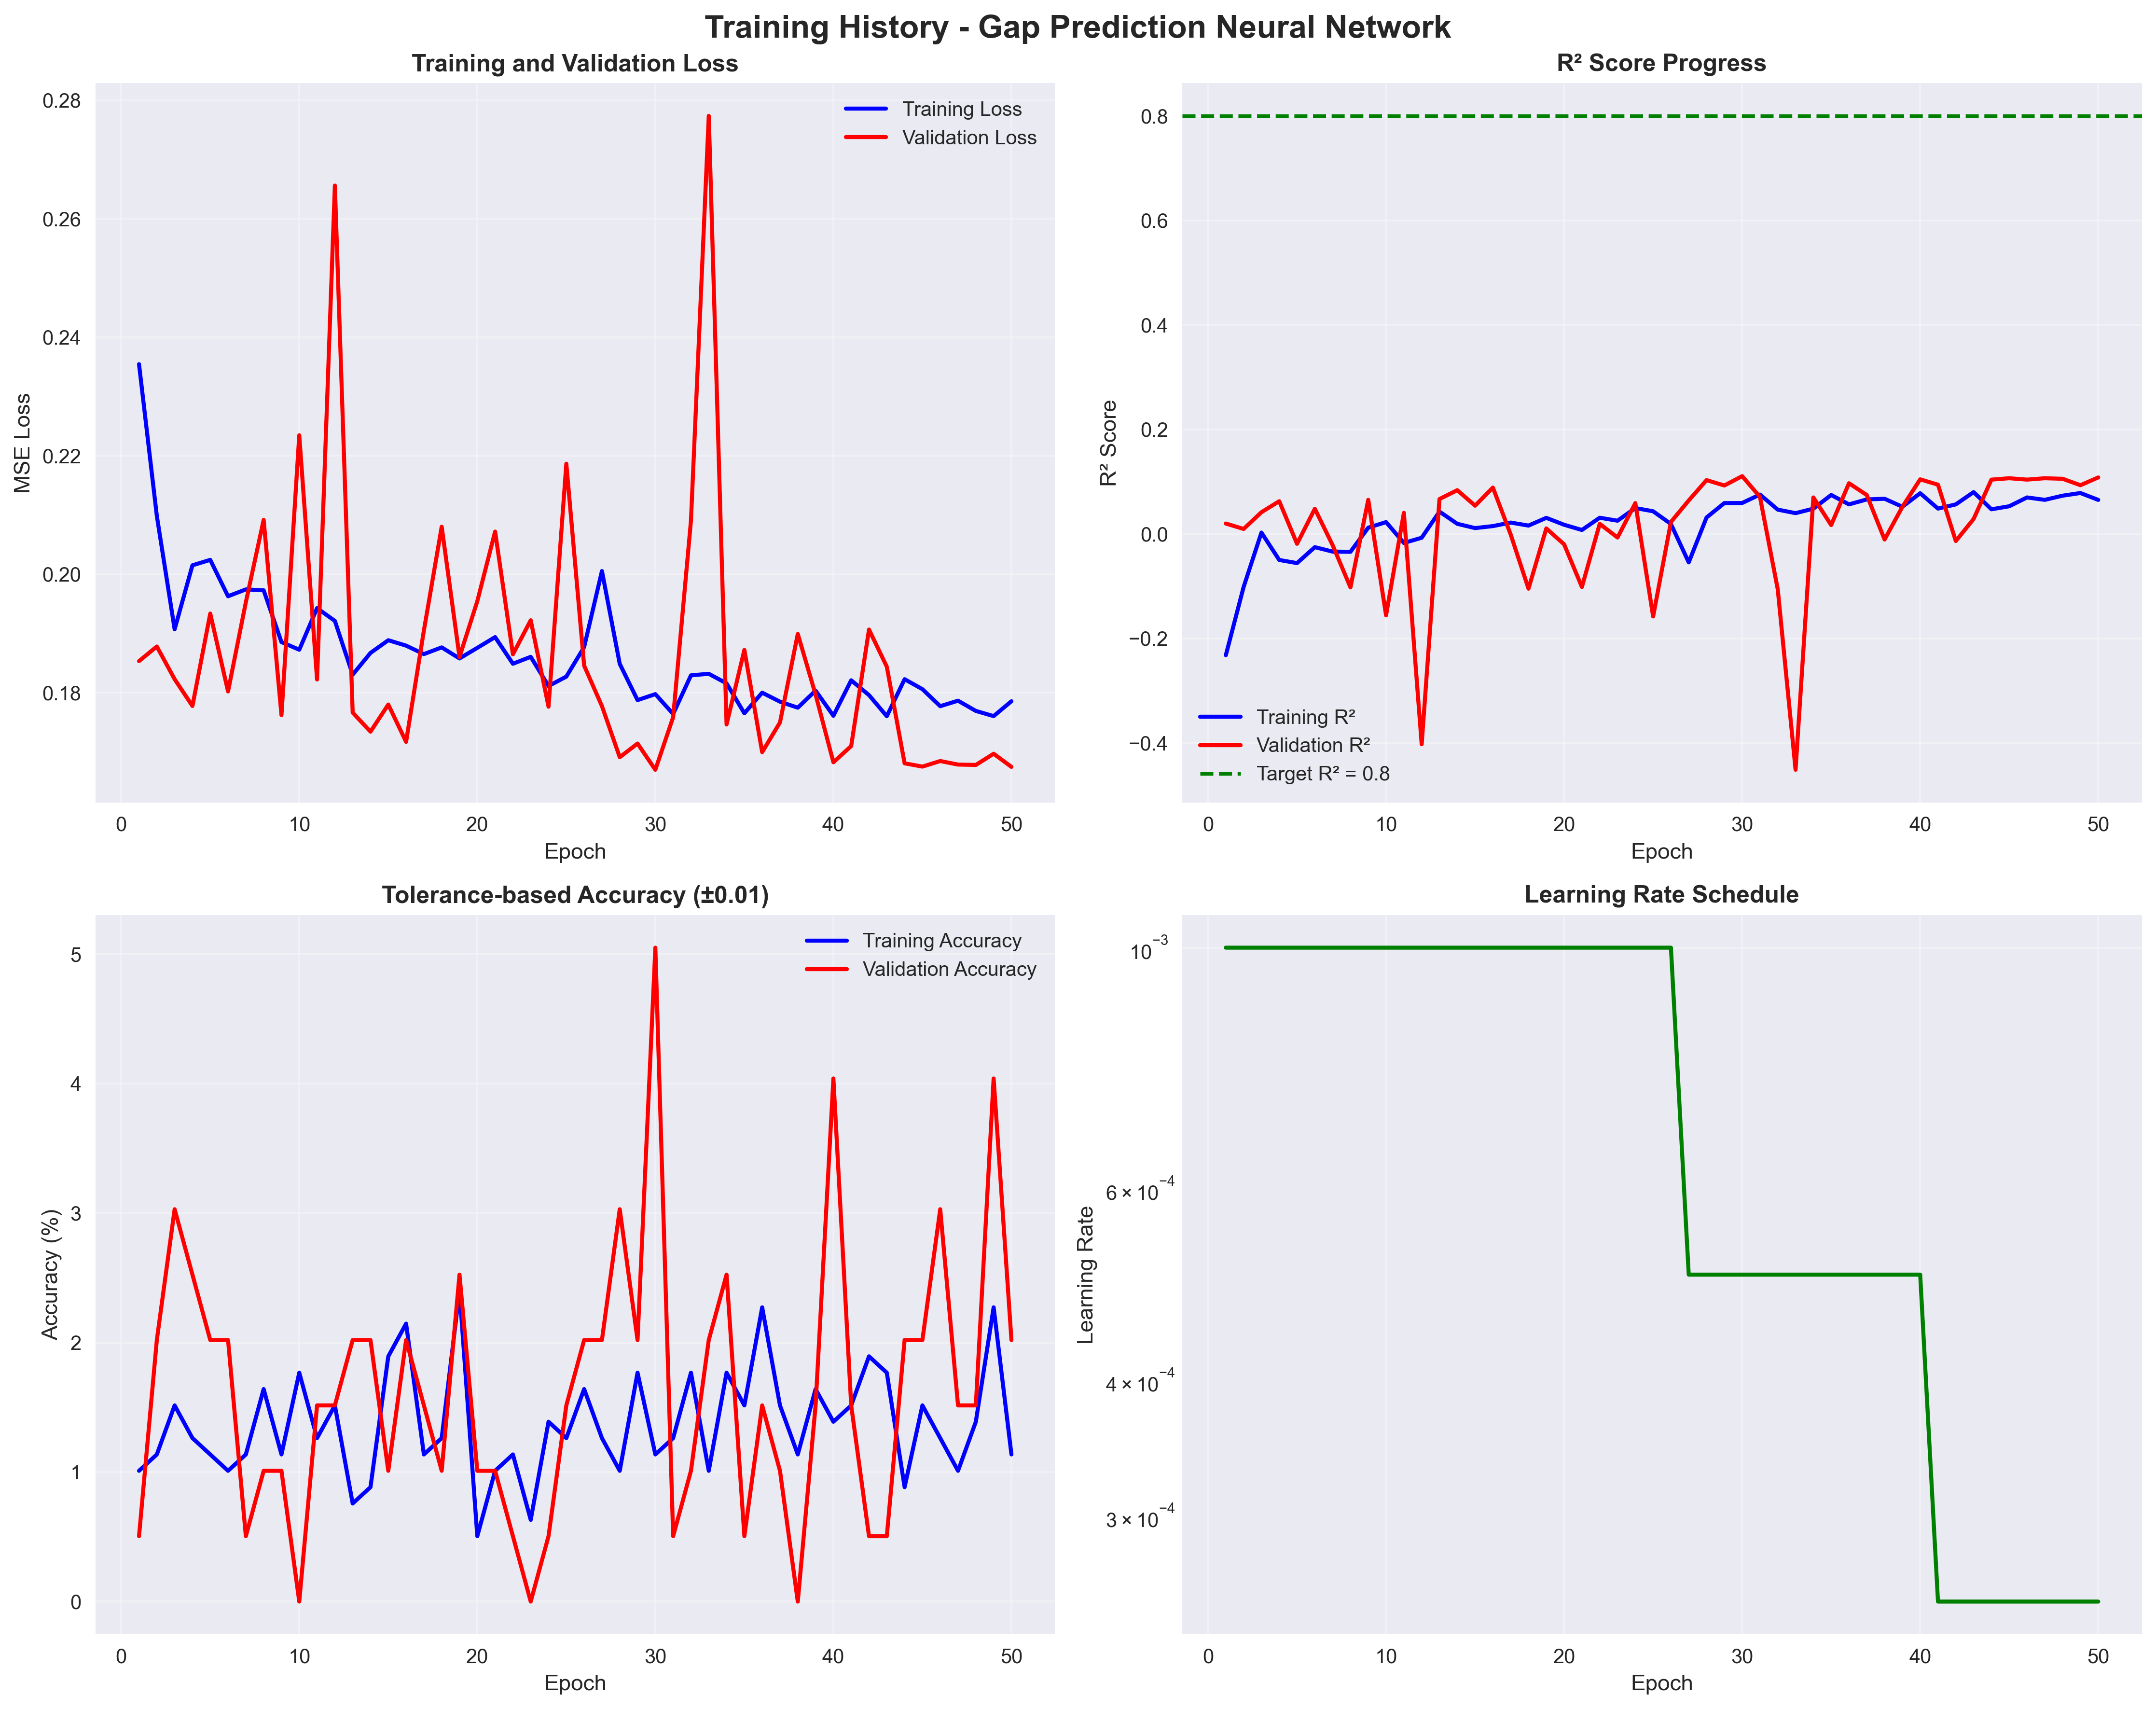 Training History - Gap Prediction Neural Network
Training and Validation Loss
MSE Loss
0.28
0.26
0.24
0.22
0.20
0.18
Training Loss
Validation Loss
0 10 20 30 40 50
Epoch
R² Score Progress
R² Score
0.8
0.6
0.4
0.2
0.0
−0.2
−0.4
Training R²
Validation R²
Target R² = 0.8
0 10 20 30 40 50
Epoch
Tolerance-based Accuracy (±0.01)
Accuracy (%)
5
4
3
2
1
0
Training Accuracy
Validation Accuracy
0 10 20 30 40 50
Epoch
Learning Rate Schedule
Learning Rate
10⁻³
6 × 10⁻⁴
4 × 10⁻⁴
3 × 10⁻⁴
0 10 20 30 40 50
Epoch